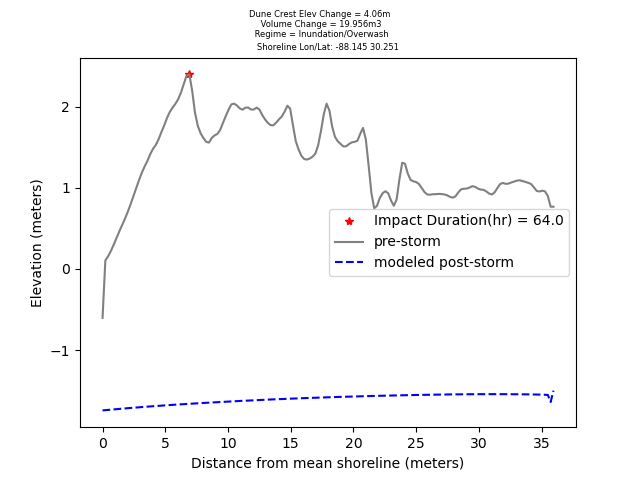 Dune Crest Elev Change = 4.06m
Volume Change = 19.956m3
Regime = Inundation/Overwash
Shoreline Lon/Lat: -88.145 30.251
Elevation (meters)
2
1
0
−1
Impact Duration(hr) = 64.0
pre-storm
modeled post-storm
0 5 10 15 20 25 30 35
Distance from mean shoreline (meters)